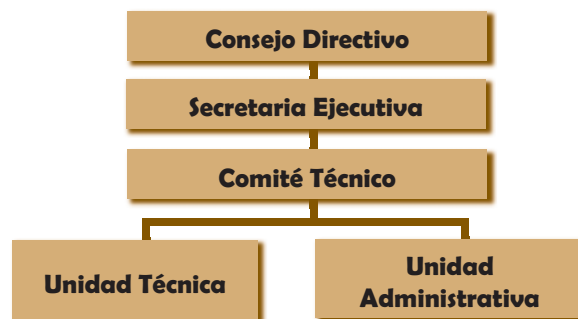 Consejo Directivo
Secretaria Ejecutiva
Comité Técnico
Unidad Técnica
Unidad
Administrativa